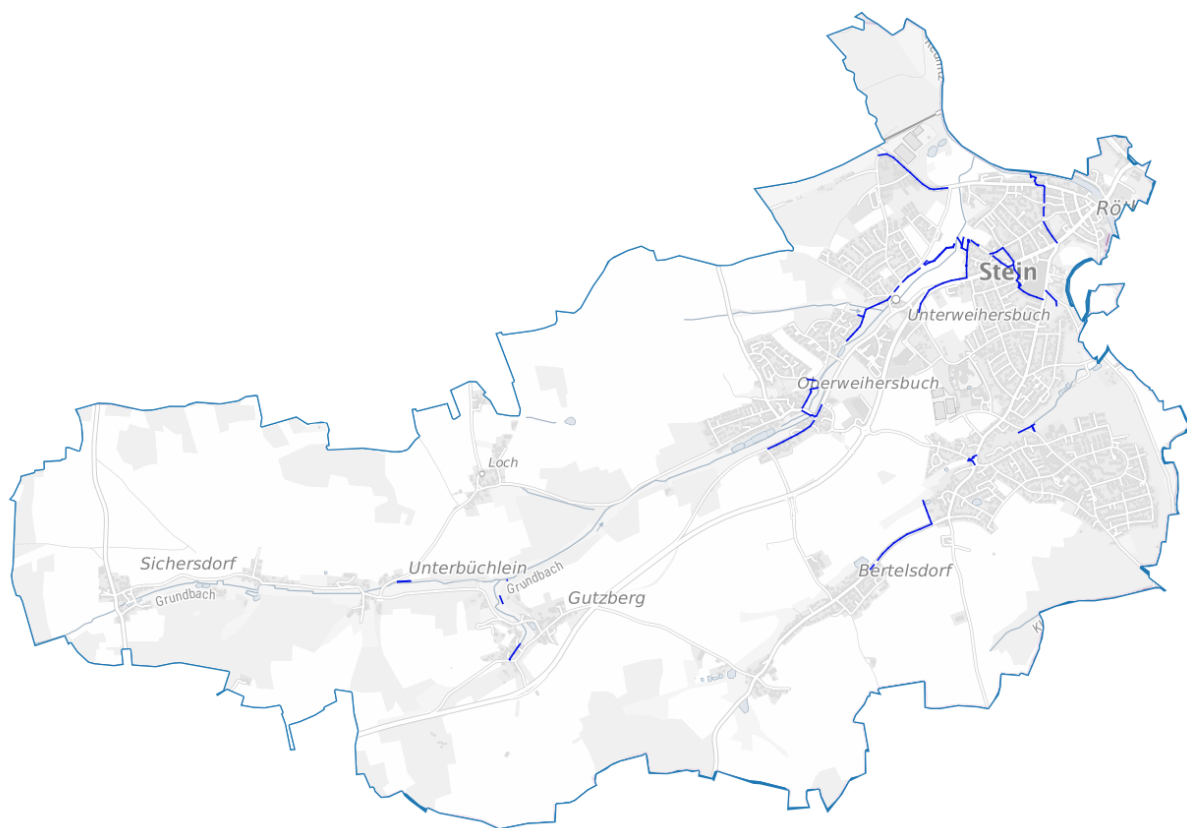 Stein
Unterweihersbuch
Oberweihersbuch
Loch
Sichersdorf
Unterbüchlein
Grundbach
Grundbach
Gutzberg
Bertelsdorf